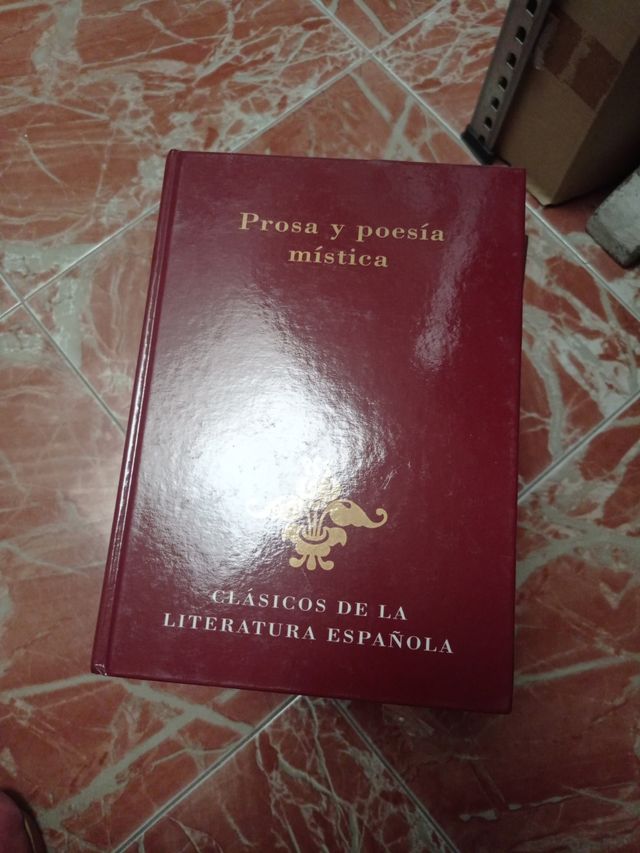 Prosa y poesía
mística
CLÁSICOS DE LA
LITERATURA ESPAÑOLA